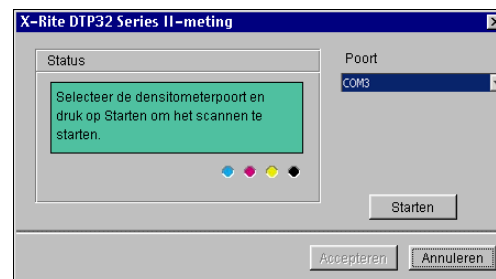 X-Rite DTP32 Series II-meting
Status
Selecteer de densitometerpoort en
druk op Starten om het scannen te
starten.
Poort
COM3
Starten
Accepteren
Annuleren